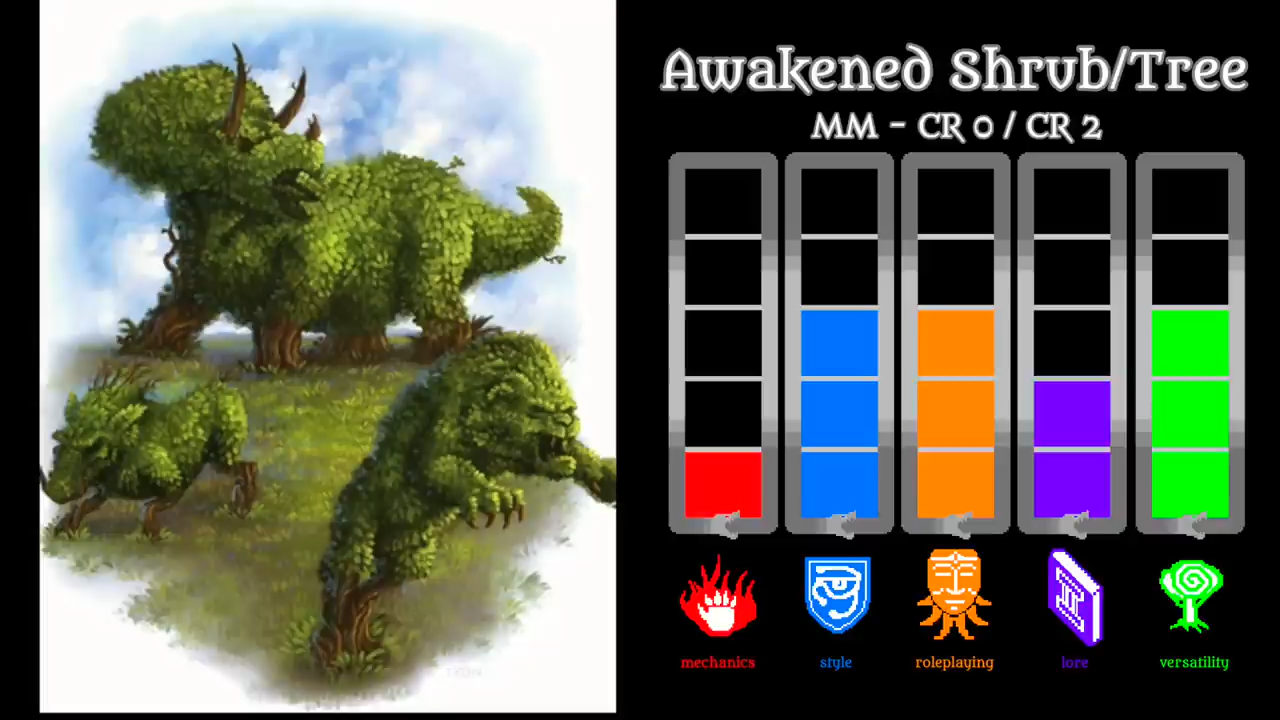 Awakened Shrub/Tree
MM - CR 0 / CR 2
mechanics style roleplaying lore versatility